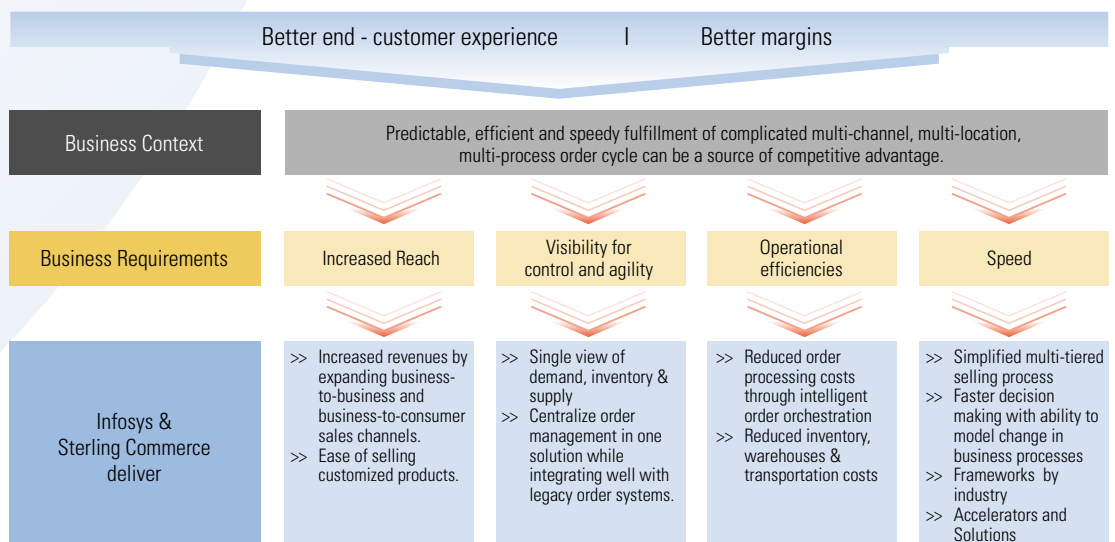 Better end - customer experience | Better margins
Business Context
Predictable, efficient and speedy fulfillment of complicated multi-channel, multi-location,
multi-process order cycle can be a source of competitive advantage.
Business Requirements
Increased Reach
Visibility for
control and agility
Operational
efficiencies
Speed
Infosys &
Sterling Commerce
deliver
>> Increased revenues by
expanding business-
to-business and
business-to-consumer
sales channels.
>> Ease of selling
customized products.
>> Single view of
demand, inventory &
supply
>> Centralize order
management in one
solution while
integrating well with
legacy order systems.
>> Reduced order
processing costs
through intelligent
order orchestration
>> Reduced inventory,
warehouses &
transportation costs
>> Simplified multi-tiered
selling process
>> Faster decision
making with ability to
model change in
business processes
>> Frameworks by
industry
>> Accelerators and
Solutions